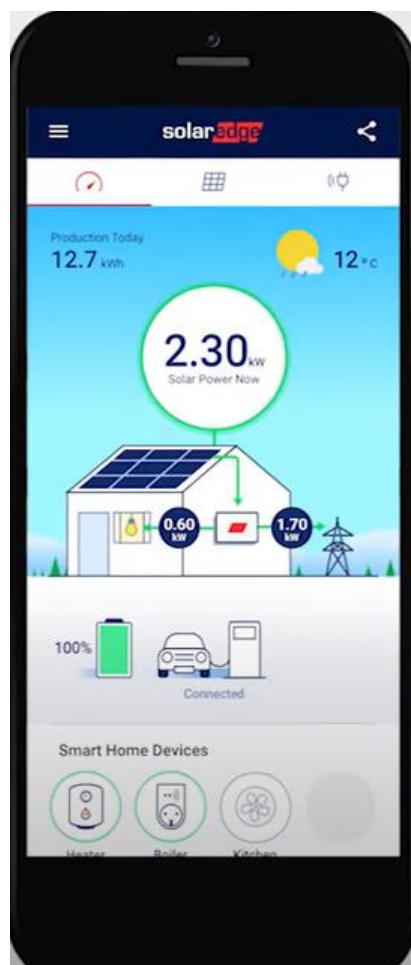 solaredge
Production Today
12.7 kWh
12°C
2.30 kW
Solar Power Now
0.60 kW
1.70 kW
100%
Connected
Smart Home Devices
Heater
Boiler
Kitchen